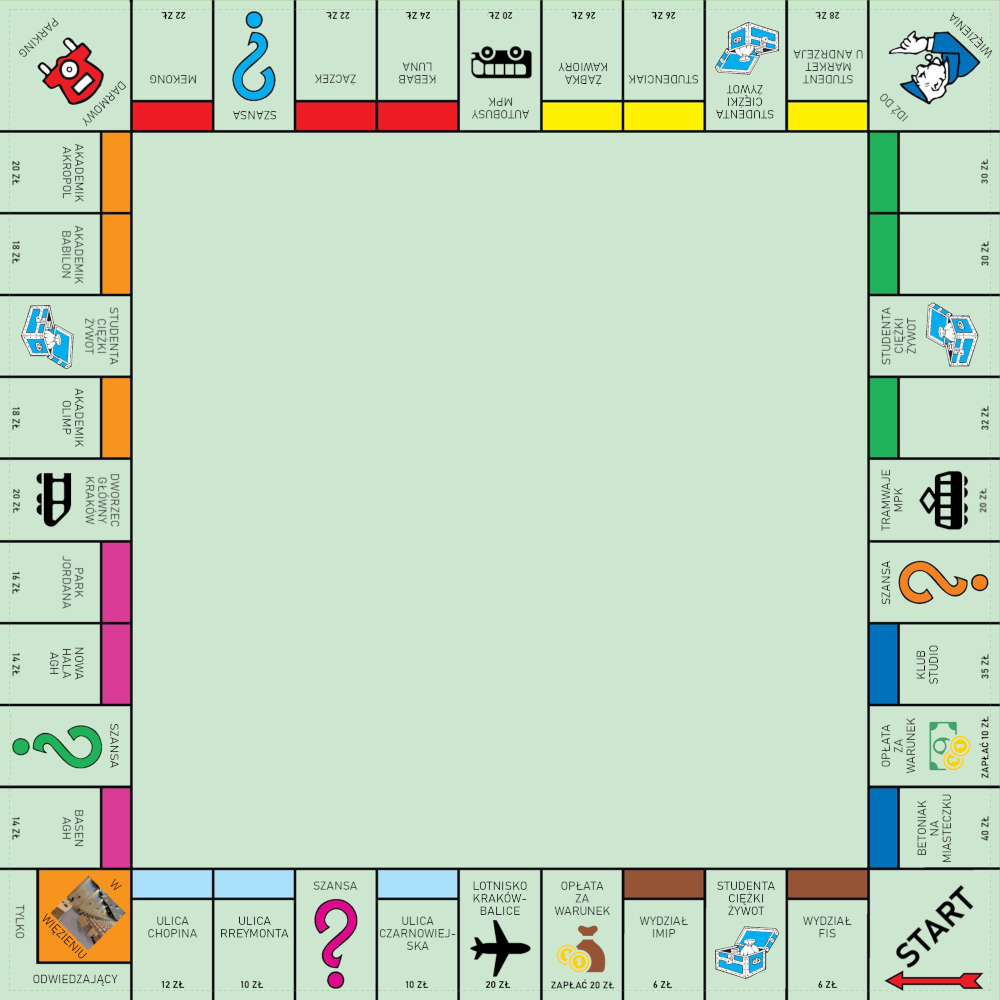 DARMOWY
PARKING
MEKONG
22 ZŁ
SZANSA
ŻACZEK
22 ZŁ
KEBAB
LUNA
24 ZŁ
AUTOBUSY
MPK
20 ZŁ
ŻABKA
KAWIORY
26 ZŁ
STUDENCIAK
26 ZŁ
STUDENTA
CIĘŻKI
ŻYWOT
STUDENT
MARKET
U ANDRZEJA
28 ZŁ
IDŹ DO
WIĘZIENIA
30 ZŁ
30 ZŁ
STUDENTA
CIĘŻKI
ŻYWOT
32 ZŁ
TRAMWAJE
MPK
20 ZŁ
SZANSA
KLUB
STUDIO
35 ZŁ
OPŁATA
ZA
WARUNEK
ZAPŁAĆ 10 ZŁ
BETONIAK
NA
MIASTECZKU
40 ZŁ
START
WYDZIAŁ
FIS
6 ZŁ
STUDENTA
CIĘŻKI
ŻYWOT
WYDZIAŁ
IMIP
6 ZŁ
OPŁATA
ZA
WARUNEK
ZAPŁAĆ 20 ZŁ
LOTNISKO
KRAKÓW-
BALICE
20 ZŁ
ULICA
CZARNOWIEJ-
SKA
10 ZŁ
SZANSA
ULICA
RREYMONTA
10 ZŁ
ULICA
CHOPINA
12 ZŁ
W
WIĘZIENIU
TYLKO
ODWIEDZAJĄCY
BASEN
AGH
14 ZŁ
SZANSA
NOWA
HALA
AGH
14 ZŁ
PARK
JORDANA
16 ZŁ
DWORZEC
GŁÓWNY
KRAKÓW
20 ZŁ
AKADEMIK
OLIMP
18 ZŁ
STUDENTA
CIĘŻKI
ŻYWOT
AKADEMIK
BABILON
18 ZŁ
AKADEMIK
AKROPOL
20 ZŁ